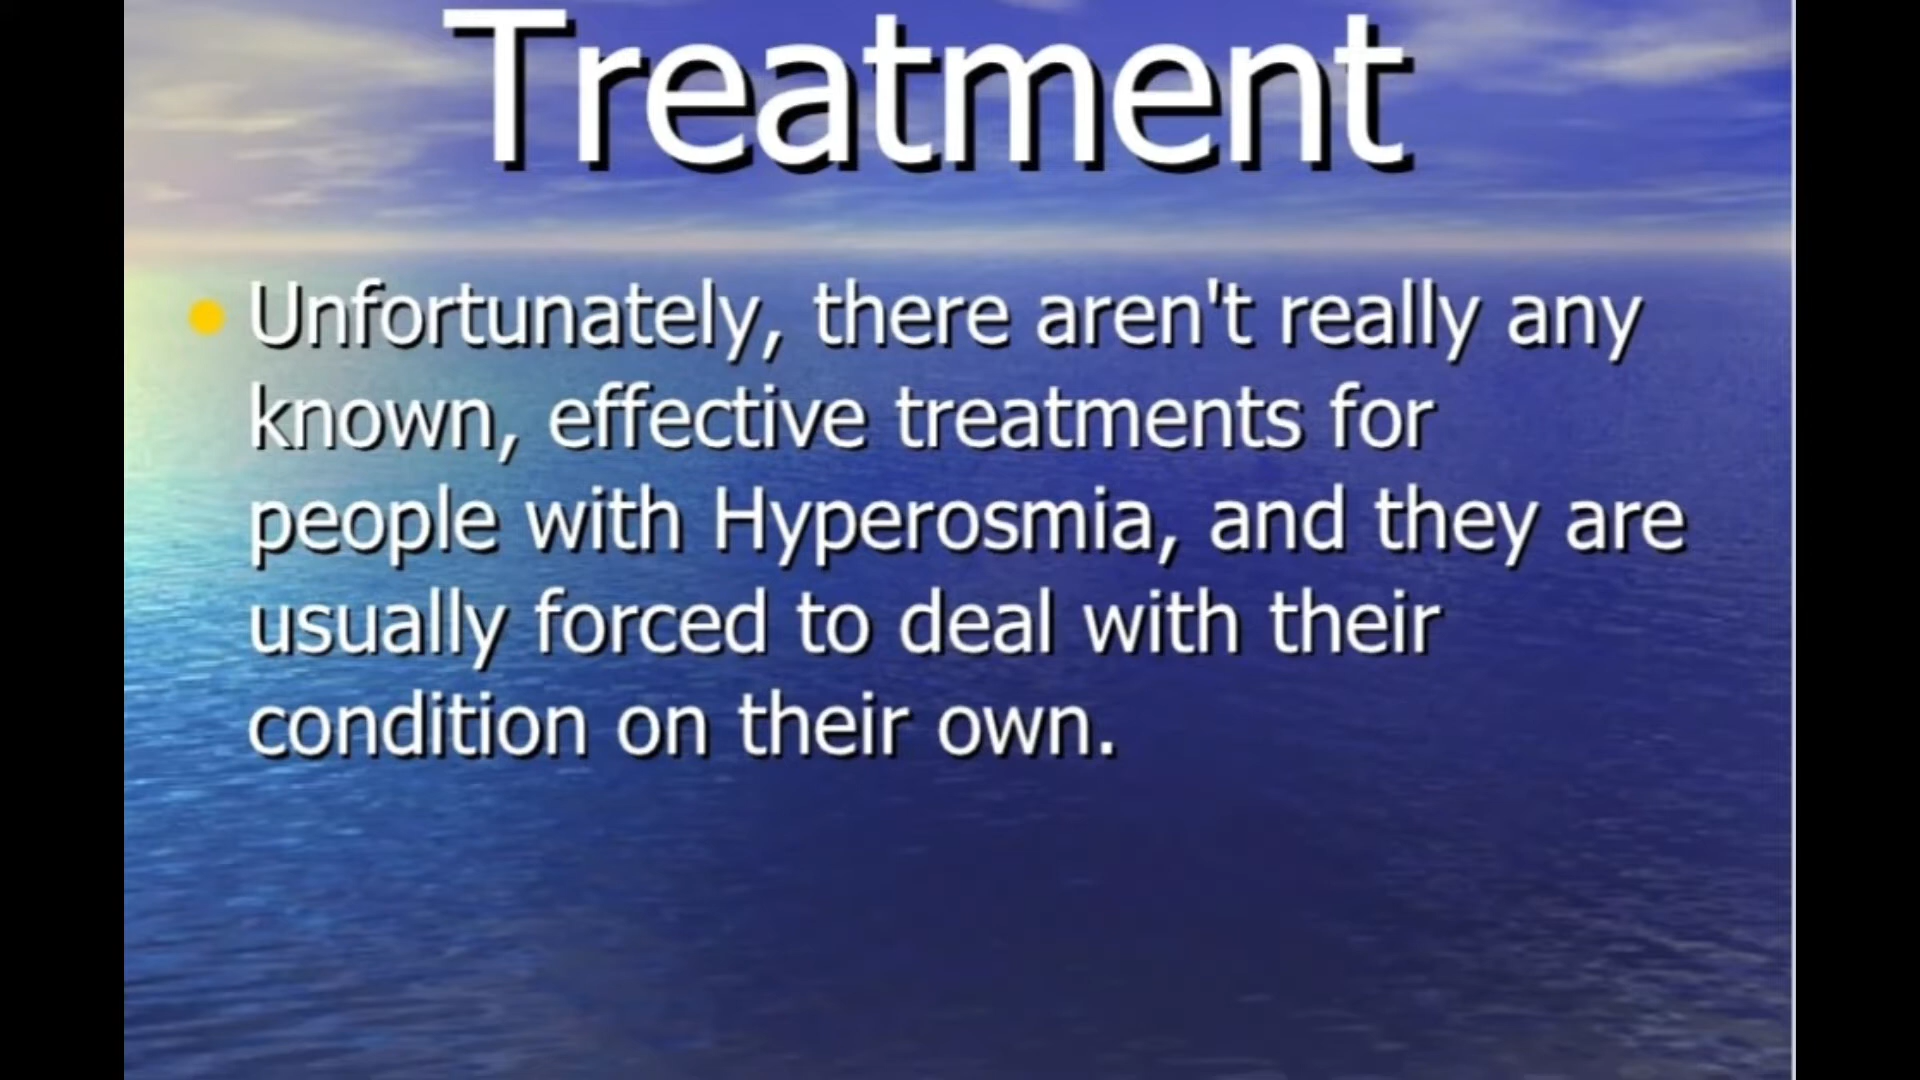 Treatment
Unfortunately, there aren't really any
known, effective treatments for
people with Hyperosmia, and they are
usually forced to deal with their
condition on their own.